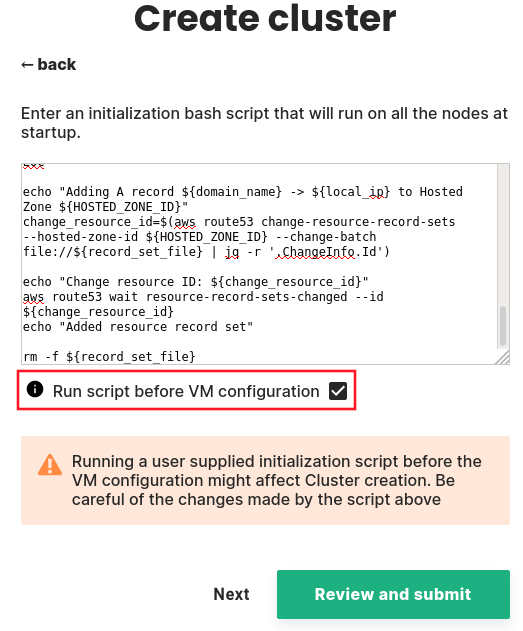 Create cluster
← back
Enter an initialization bash script that will run on all the nodes at
startup.
echo "Adding A record ${domain_name} -> ${local_ip} to Hosted
Zone ${HOSTED_ZONE_ID}"
change_resource_id=$(aws route53 change-resource-record-sets
--hosted-zone-id ${HOSTED_ZONE_ID} --change-batch
file://${record_set_file} | jq -r '.ChangeInfo.Id')
echo "Change resource ID: ${change_resource_id}"
aws route53 wait resource-record-sets-changed --id
${change_resource_id}
echo "Added resource record set"
rm -f ${record_set_file}
Run script before VM configuration
Running a user supplied initialization script before the
VM configuration might affect Cluster creation. Be
careful of the changes made by the script above
Next
Review and submit